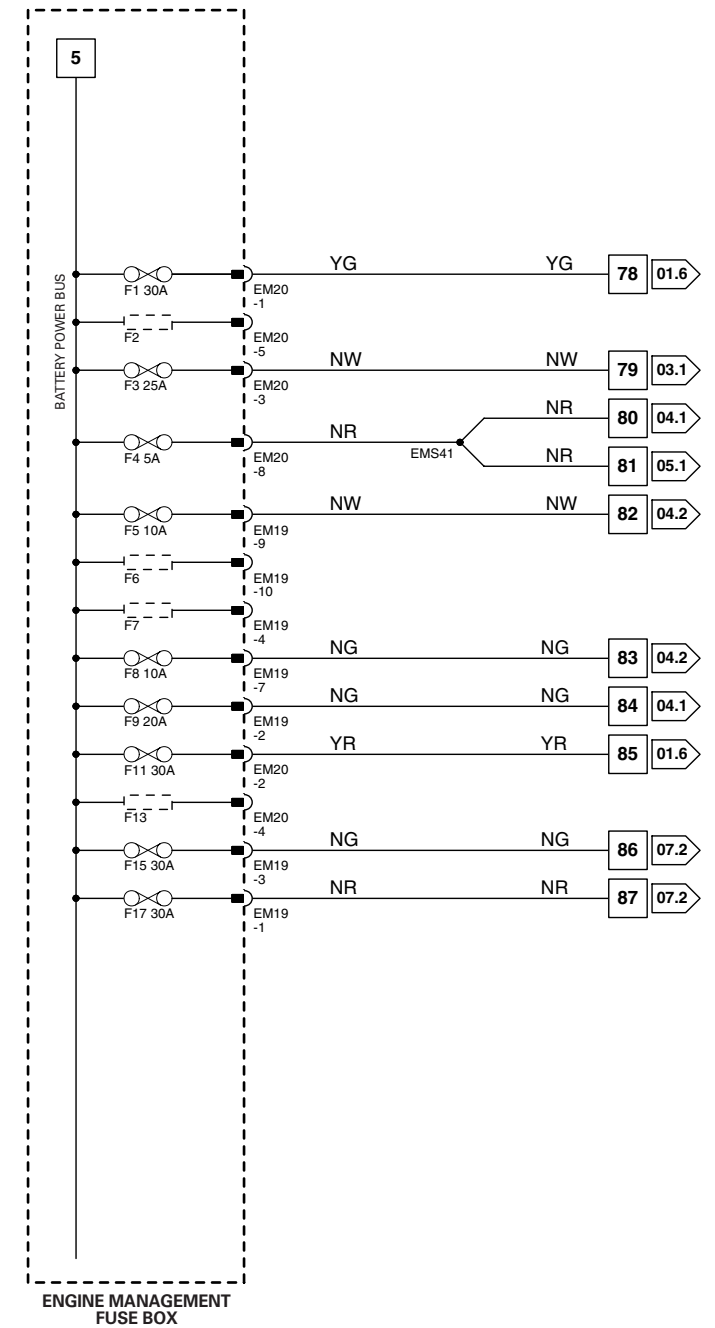 5
BATTERY POWER BUS
YG YG 78 01.6
F1 30A EM20
-1
F2 EM20
-5
NW NW 79 03.1
F3 25A EM20
-3
NR 80 04.1
NR
F4 5A EM20 EMS41
-8
NR 81 05.1
NW NW 82 04.2
F5 10A EM19
-9
F6 EM19
-10
F7 EM19
-4
NG NG 83 04.2
F8 10A EM19
-7
NG NG 84 04.1
F9 20A EM19
-2
YR YR 85 01.6
F11 30A EM20
-2
F13 EM20
-4
NG NG 86 07.2
F15 30A EM19
-3
NR NR 87 07.2
F17 30A EM19
-1
ENGINE MANAGEMENT
FUSE BOX